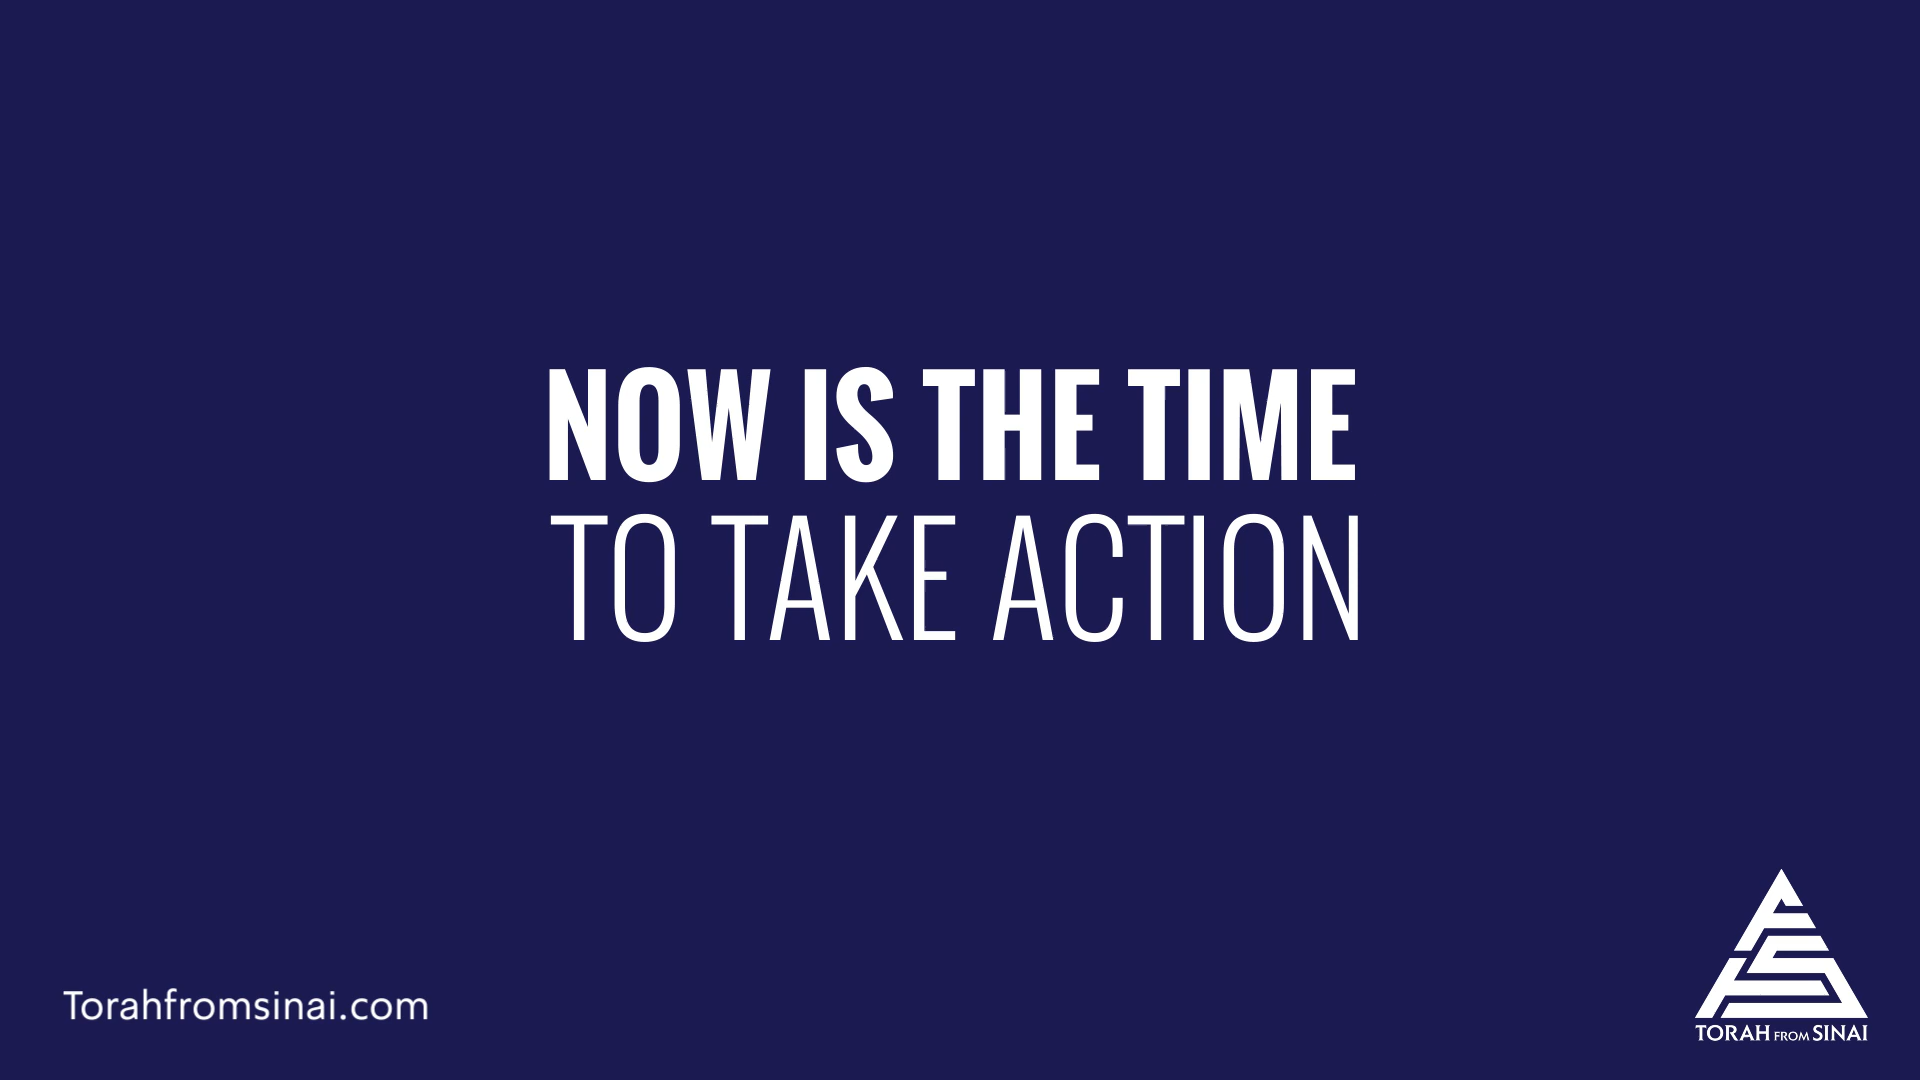 NOW IS THE TIME
TO TAKE ACTION
Torahfromsinai.com
TORAH FROM SINAI